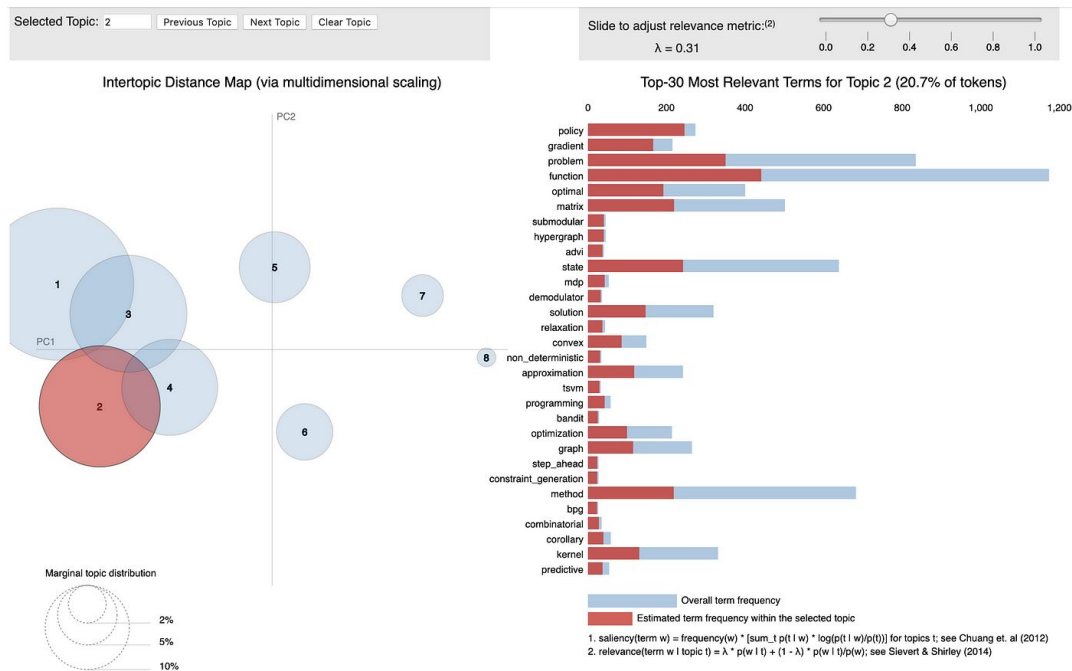 Selected Topic: 2 Previous Topic Next Topic Clear Topic
Slide to adjust relevance metric:(2)
λ = 0.31
0.0 0.2 0.4 0.6 0.8 1.0
Intertopic Distance Map (via multidimensional scaling)
PC2
PC1
1
2
3
4
5
6
7
8
Marginal topic distribution
2%
5%
10%
Top-30 Most Relevant Terms for Topic 2 (20.7% of tokens)
0 200 400 600 800 1,000 1,200
policy
gradient
problem
function
optimal
matrix
submodular
hypergraph
advi
state
mdp
demodulator
solution
relaxation
convex
non_deterministic
approximation
tsvm
programming
bandit
optimization
graph
step_ahead
constraint_generation
method
bpg
combinatorial
corollary
kernel
predictive
Overall term frequency
Estimated term frequency within the selected topic
1. saliency(term w) = frequency(w) * [sum_t p(t | w) * log(p(t | w)/p(t))] for topics t; see Chuang et. al (2012)
2. relevance(term w | topic t) = λ * p(w | t) + (1 - λ) * p(w | t)/p(w); see Sievert & Shirley (2014)